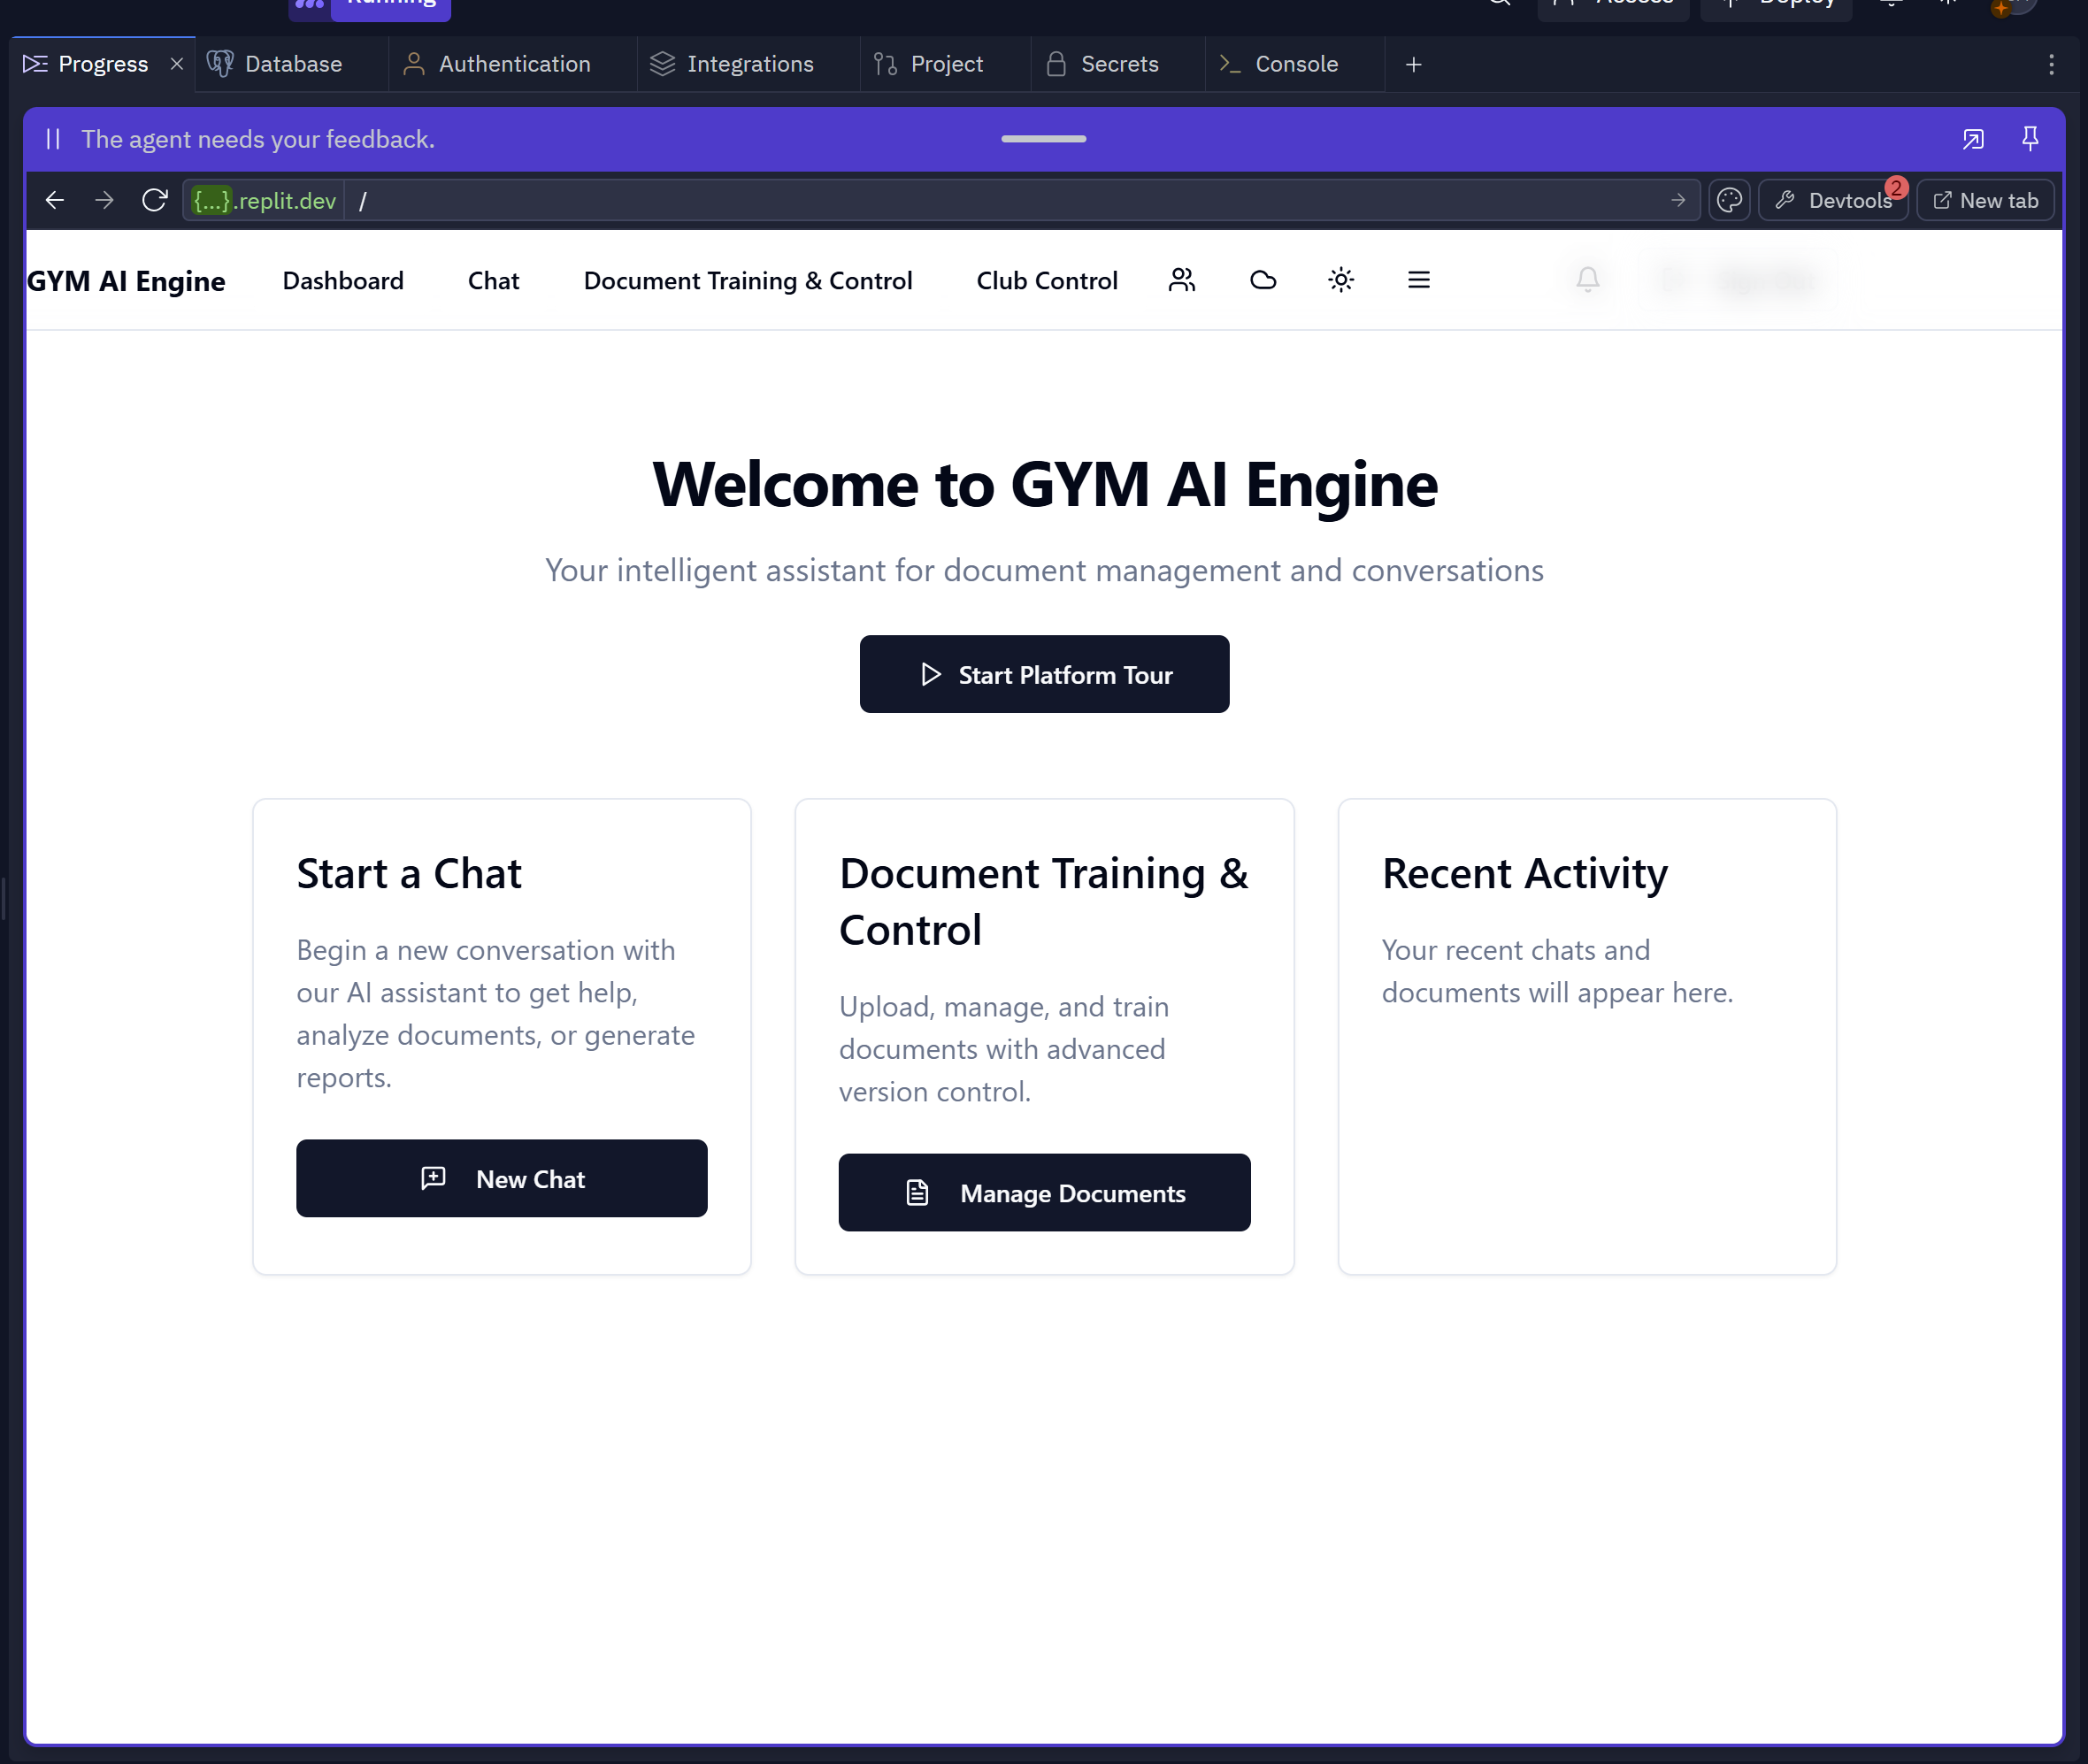 Running
Access
Deploy
Progress
Database
Authentication
Integrations
Project
Secrets
Console
The agent needs your feedback.
{...}.replit.dev
/
Devtools
2
New tab
GYM AI Engine
Dashboard
Chat
Document Training & Control
Club Control
Welcome to GYM AI Engine
Your intelligent assistant for document management and conversations
Start Platform Tour
Start a Chat
Begin a new conversation with
our AI assistant to get help,
analyze documents, or generate
reports.
New Chat
Document Training &
Control
Upload, manage, and train
documents with advanced
version control.
Manage Documents
Recent Activity
Your recent chats and
documents will appear here.